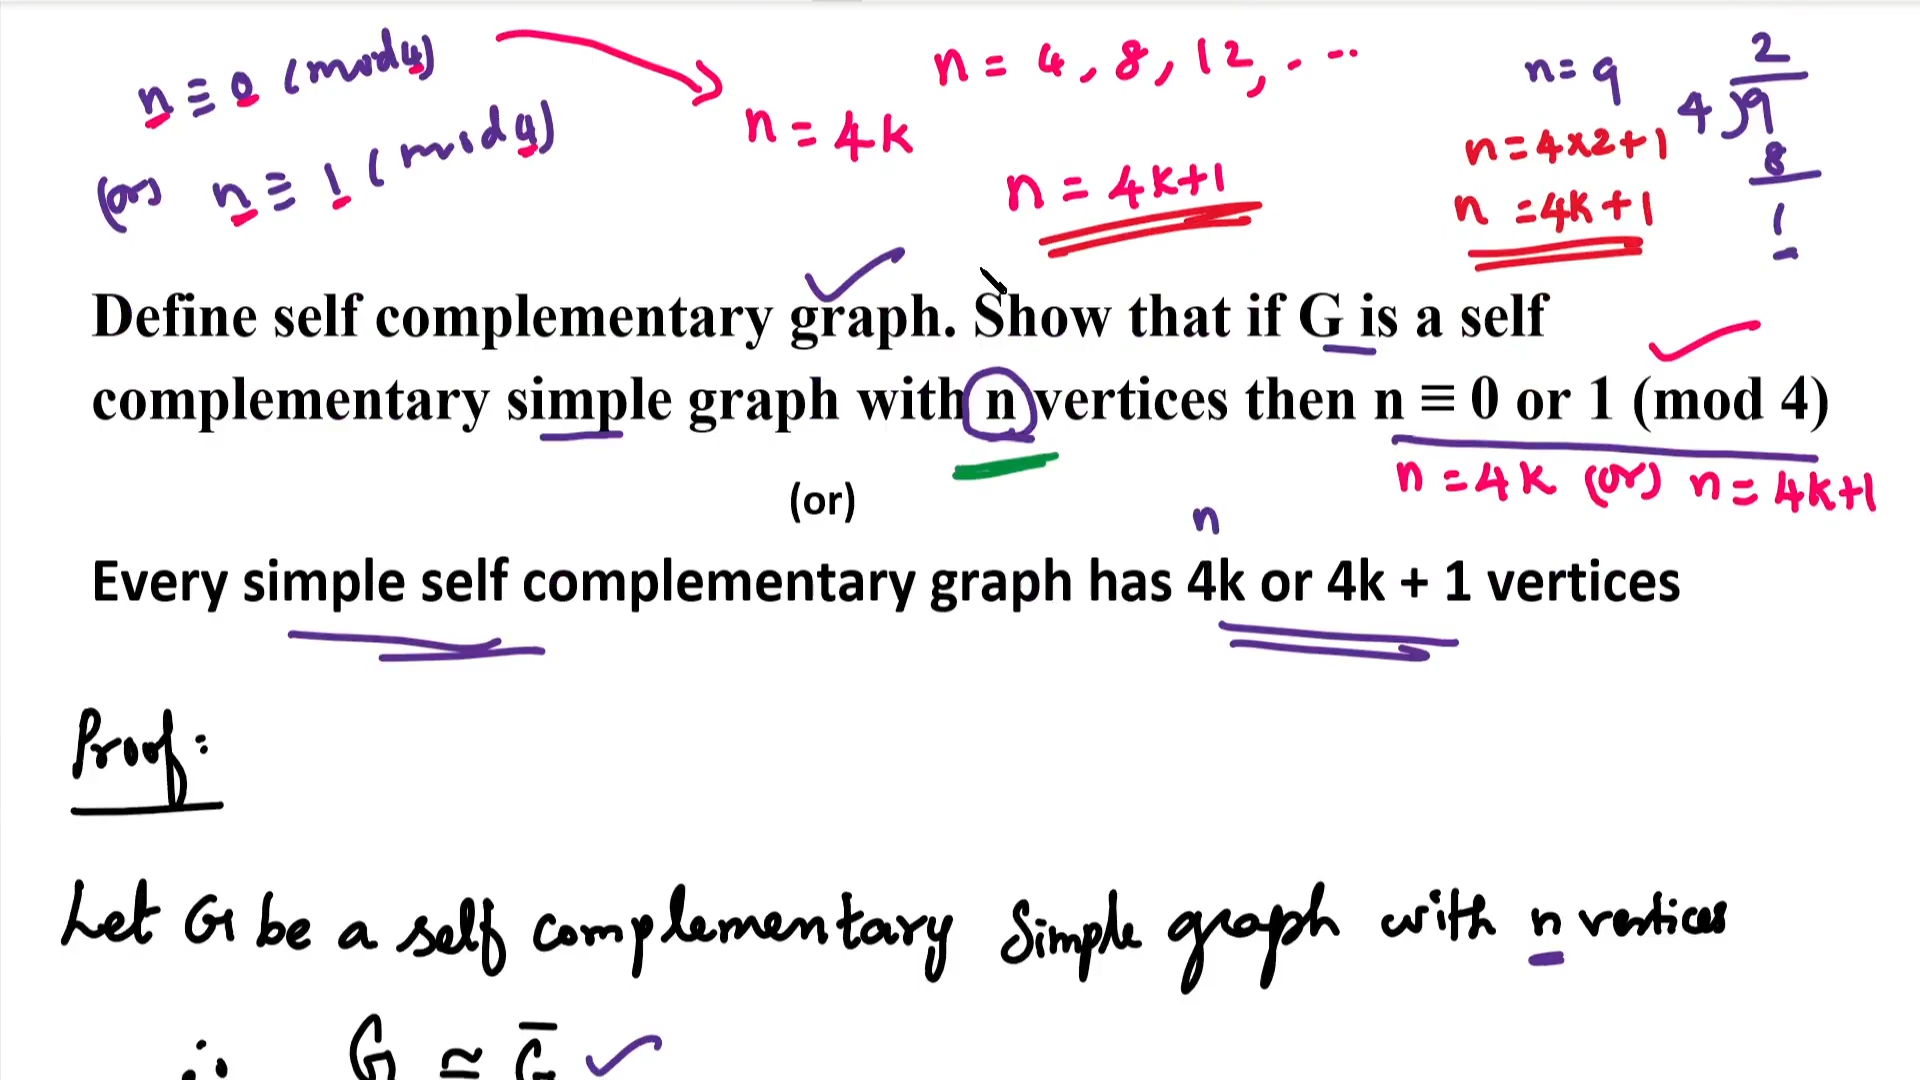 n ≡ 0 (mod 4)
(or) n ≡ 1 (mod 4)
n = 4k
n = 4, 8, 12, . ...
n = 4k+1
n = 9
n = 4x2+1
n = 4k+1
2
4 )9
8
1
Define self complementary graph. Show that if G is a self
complementary simple graph with n vertices then n ≡ 0 or 1 (mod 4)
n = 4k (or) n = 4k+1
(or)
n
Every simple self complementary graph has 4k or 4k + 1 vertices
Proof:
Let G be a self complementary simple graph with n vertices
∴ G ≃ G̅